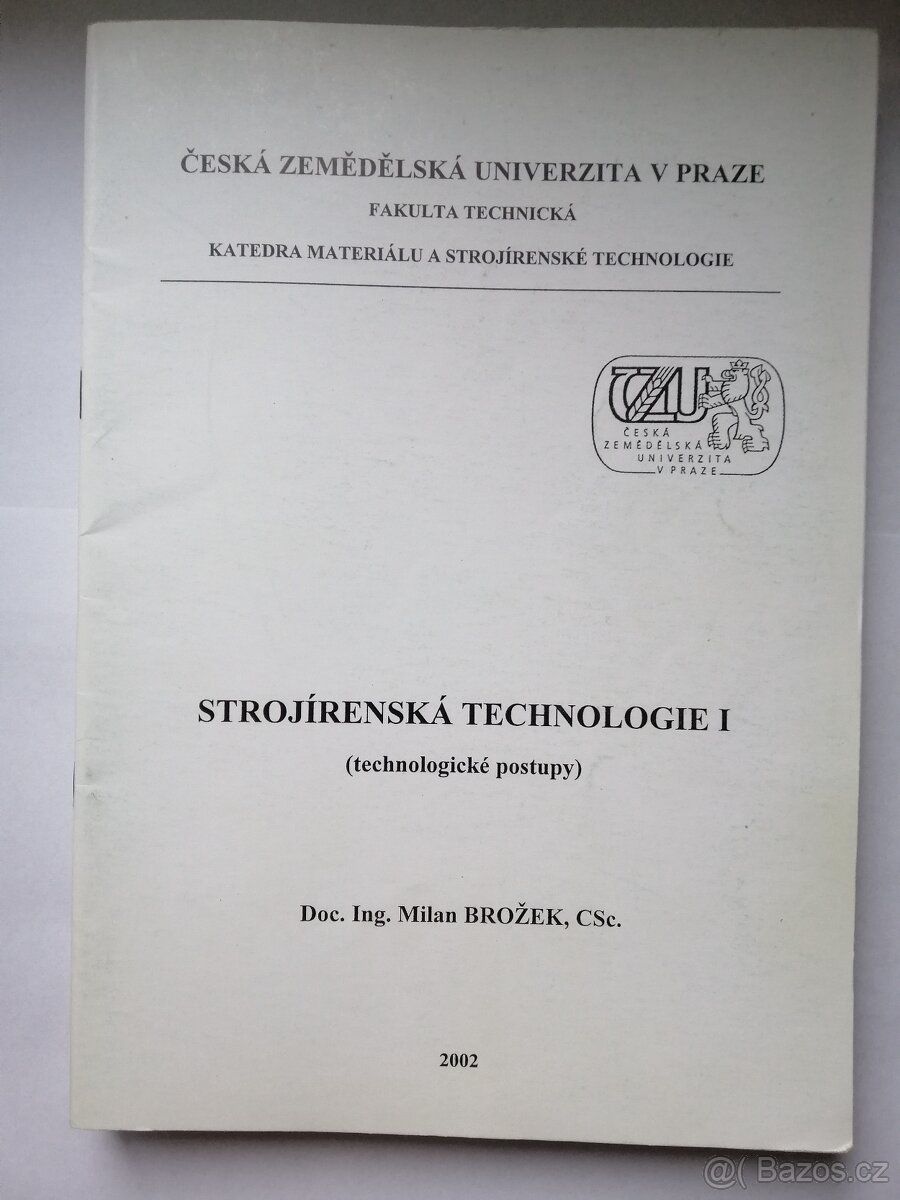 ČESKÁ ZEMĚDĚLSKÁ UNIVERZITA V PRAZE
FAKULTA TECHNICKÁ
KATEDRA MATERIÁLU A STROJÍRENSKÉ TECHNOLOGIE
ČZU
ČESKÁ
ZEMĚDĚLSKÁ
UNIVERZITA
V PRAZE
STROJÍRENSKÁ TECHNOLOGIE I
(technologické postupy)
Doc. Ing. Milan BROŽEK, CSc.
2002
@( Bazos.cz